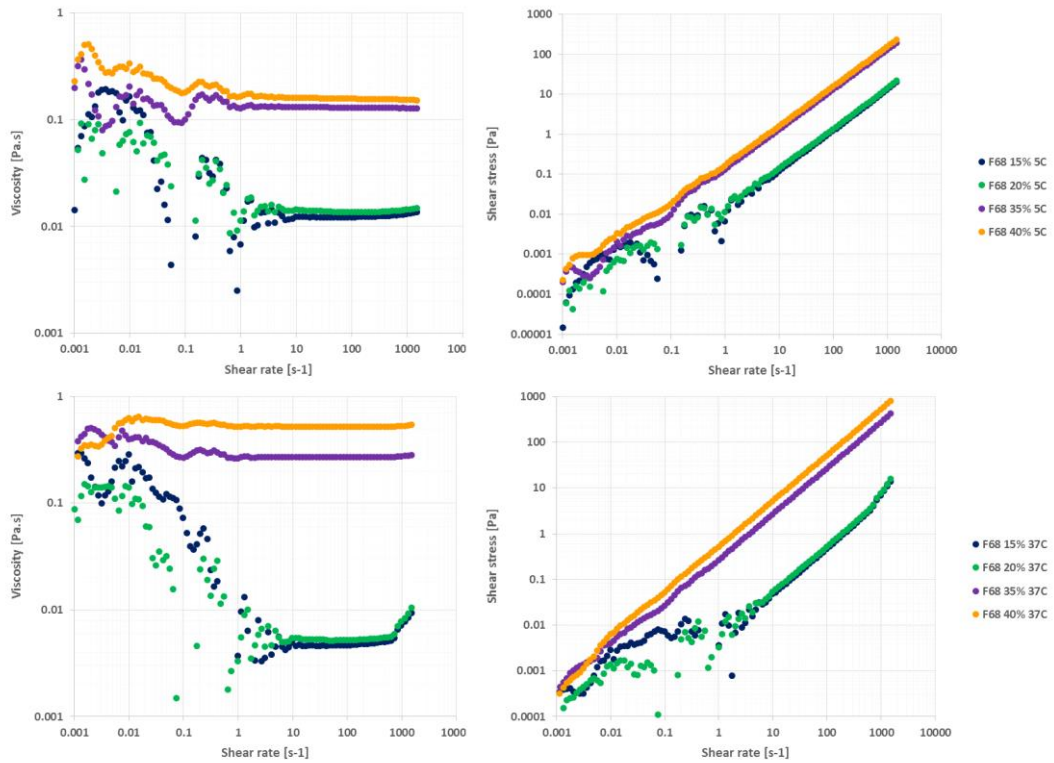 1
0.1
0.01
0.001
Viscosity [Pa.s]
0.001 0.01 0.1 1 10 100 1000 100
Shear rate [s-1]
1000
100
10
1
0.1
0.01
0.001
0.0001
0.00001
Shear stress [Pa]
0.001 0.01 0.1 1 10 100 1000 10000
Shear rate [s-1]
F68 15% 5C
F68 20% 5C
F68 35% 5C
F68 40% 5C
1
0.1
0.01
0.001
Viscosity [Pa.s]
0.001 0.01 0.1 1 10 100 1000 1000
Shear rate [s-1]
1000
100
10
1
0.1
0.01
0.001
0.0001
Shear stress [Pa]
0.001 0.01 0.1 1 10 100 1000 10000
Shear rate [s-1]
F68 15% 37C
F68 20% 37C
F68 35% 37C
F68 40% 37C